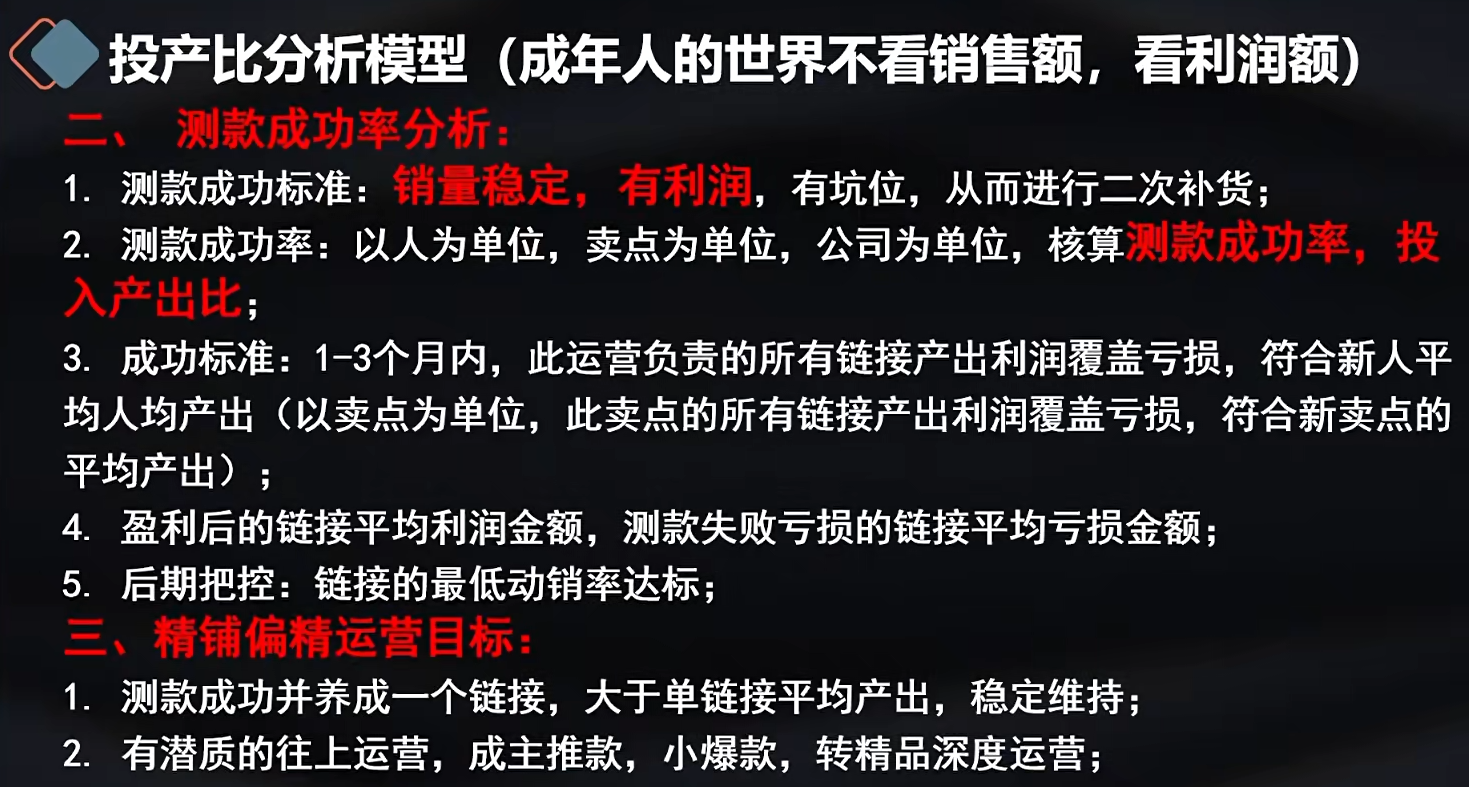 投产比分析模型（成年人的世界不看销售额，看利润额）
二、 测款成功率分析：
1. 测款成功标准：销量稳定，有利润，有坑位，从而进行二次补货；
2. 测款成功率：以人为单位，卖点为单位，公司为单位，核算测款成功率，投
入产出比；
3. 成功标准：1-3个月内，此运营负责的所有链接产出利润覆盖亏损，符合新人平
均人均产出（以卖点为单位，此卖点的所有链接产出利润覆盖亏损，符合新卖点的
平均产出）；
4. 盈利后的链接平均利润金额，测款失败亏损的链接平均亏损金额；
5. 后期把控：链接的最低动销率达标；
三、精铺偏精运营目标：
1. 测款成功并养成一个链接，大于单链接平均产出，稳定维持；
2. 有潜质的往上运营，成主推款，小爆款，转精品深度运营；